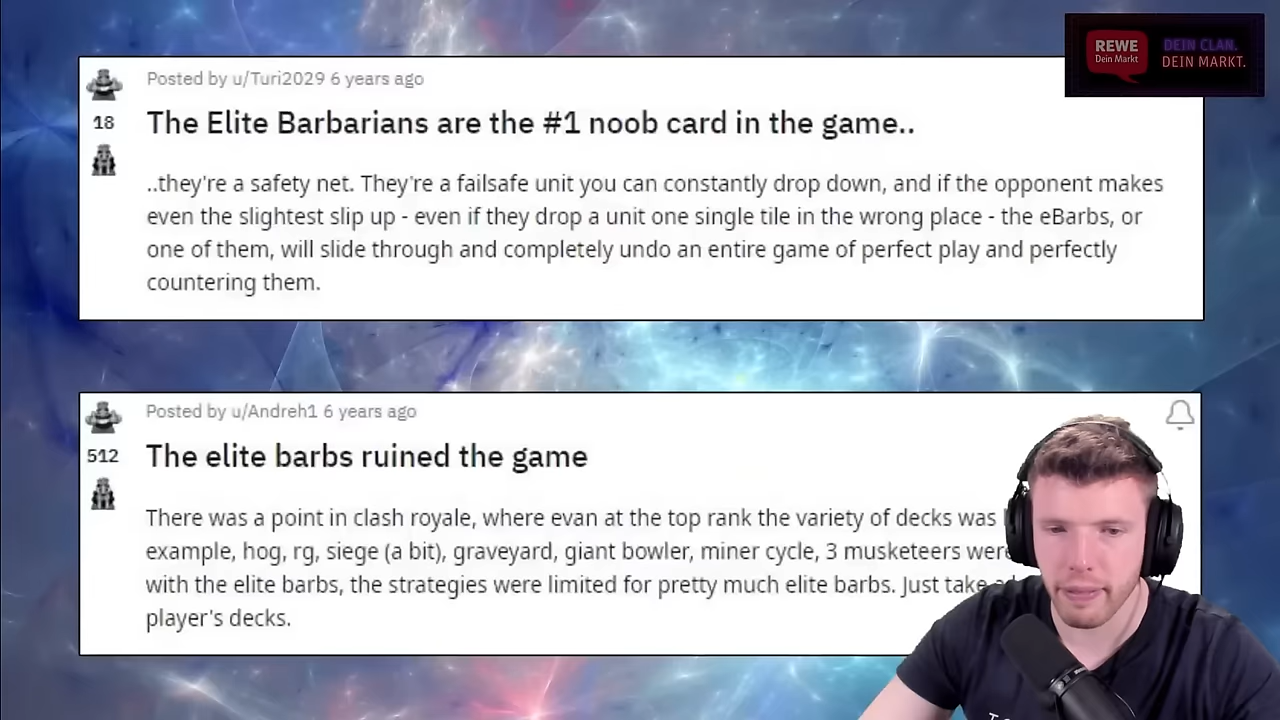 REWE
Dein Markt
DEIN CLAN.
DEIN MARKT.
Posted by u/Turi2029 6 years ago
18
The Elite Barbarians are the #1 noob card in the game..
..they're a safety net. They're a failsafe unit you can constantly drop down, and if the opponent makes
even the slightest slip up - even if they drop a unit one single tile in the wrong place - the eBarbs, or
one of them, will slide through and completely undo an entire game of perfect play and perfectly
countering them.
Posted by u/Andreh1 6 years ago
512
The elite barbs ruined the game
There was a point in clash royale, where evan at the top rank the variety of decks was
example, hog, rg, siege (a bit), graveyard, giant bowler, miner cycle, 3 musketeers were
with the elite barbs, the strategies were limited for pretty much elite barbs. Just take
player's decks.